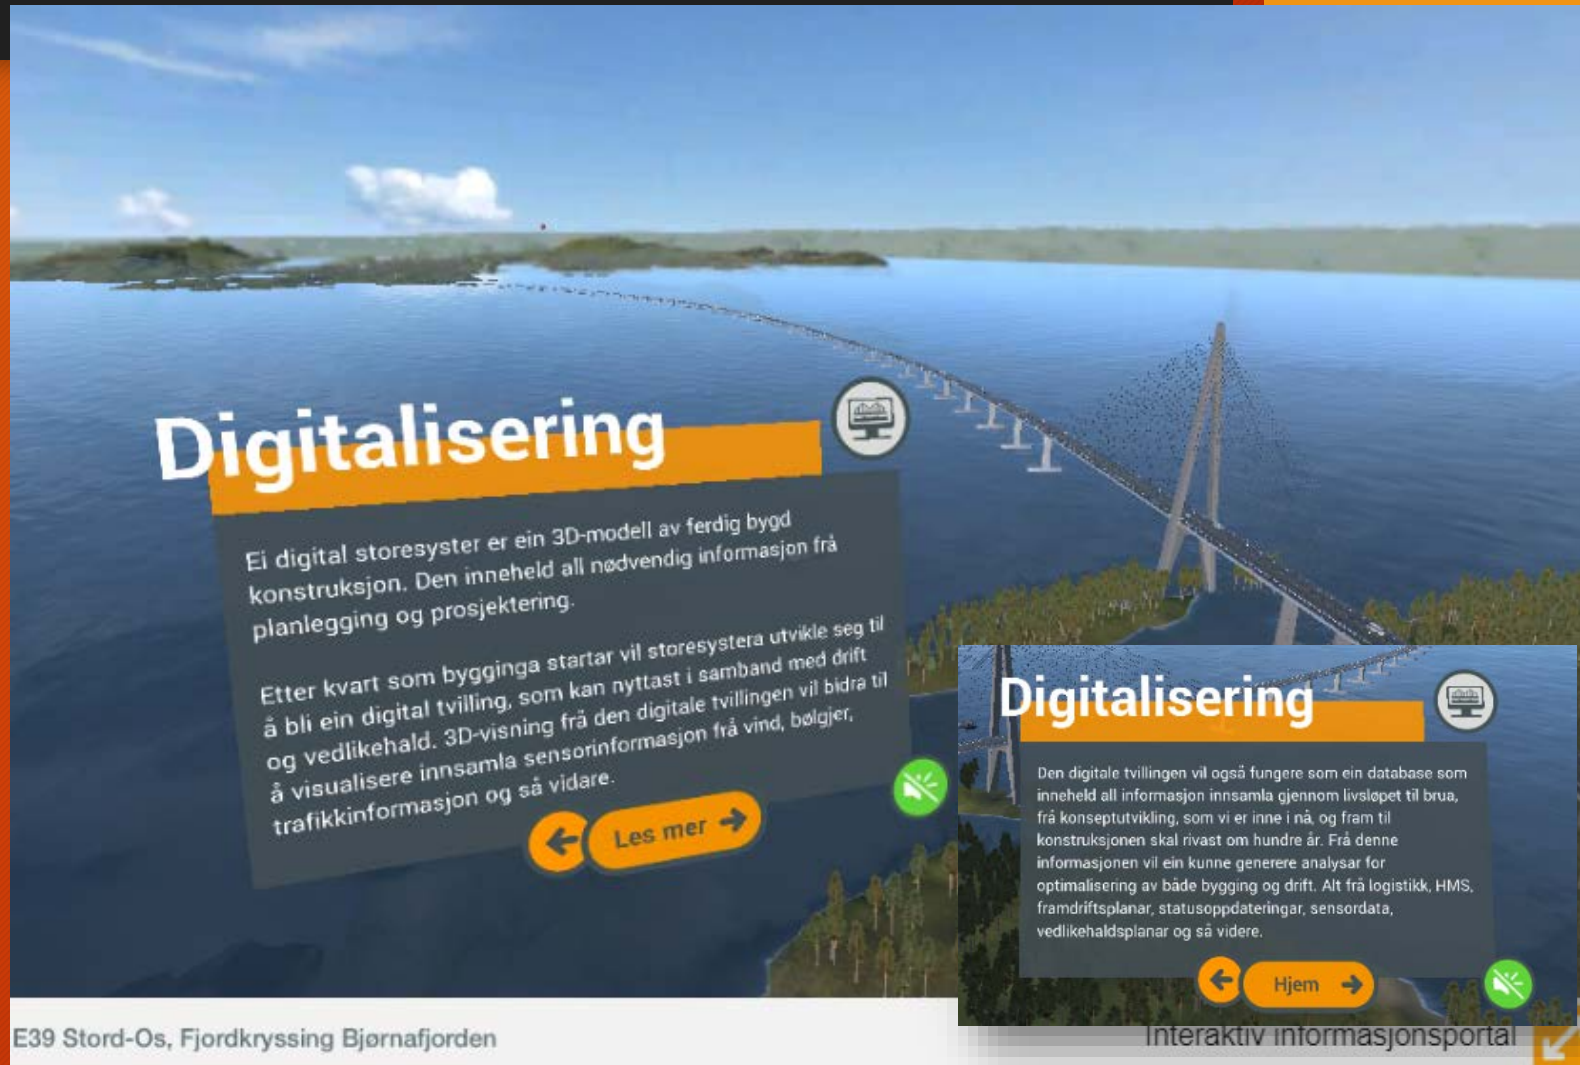 Digitalisering
Ei digital storesyster er ein 3D-modell av ferdig bygd
konstruksjon. Den inneheld all nødvendig informasjon frå
planlegging og prosjektering.
Etter kvart som bygginga startar vil storesystera utvikle seg til
å bli ein digital tvilling, som kan nyttast i samband med drift
og vedlikehald. 3D-visning frå den digitale tvillingen vil bidra til
å visualisere innsamla sensorinformasjon frå vind, bølgjer,
trafikkinformasjon og så vidare.
Les mer
Digitalisering
Den digitale tvillingen vil også fungere som ein database som
inneheld all informasjon innsamla gjennom livsløpet til brua,
frå konseptutvikling, som vi er inne i nå, og fram til
konstruksjonen skal rivast om hundre år. Frå denne
informasjonen vil ein kunne generere analysar for
optimalisering av både bygging og drift. Alt frå logistikk, HMS,
framdriftsplanar, statusoppdateringar, sensordata,
vedlikehaldsplanar og så videre.
Hjem
E39 Stord-Os, Fjordkryssing Bjørnafjorden
Interaktiv informasjonsportal